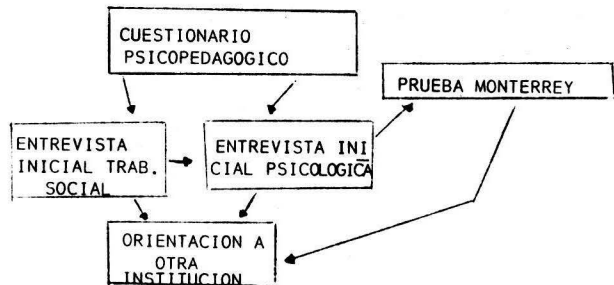 CUESTIONARIO
PSICOPEDAGOGICO
PRUEBA MONTERREY
ENTREVISTA
INICIAL TRAB.
SOCIAL
ENTREVISTA INI
CIAL PSICOLOGICA
ORIENTACION A
OTRA
INSTITUCION